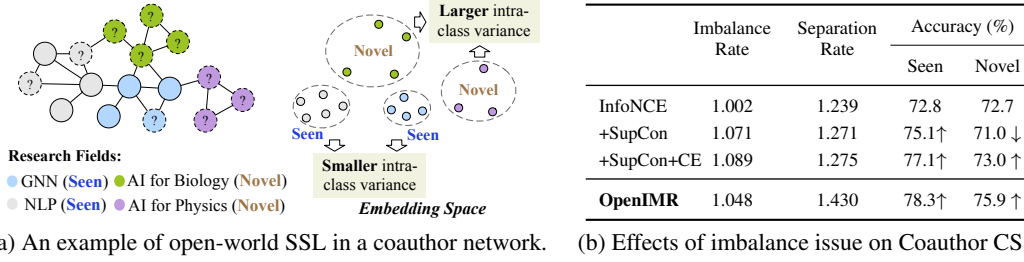 ? ? ? ? ? ? ? ? ? ? ?
Novel
Larger intra-
class variance
Novel
Seen
Seen
Smaller intra-
class variance
Embedding Space
Research Fields:
GNN (Seen) AI for Biology (Novel)
NLP (Seen) AI for Physics (Novel)
a) An example of open-world SSL in a coauthor network.
Imbalance Rate Separation Rate Accuracy (%)
Seen Novel
InfoNCE 1.002 1.239 72.8 72.7
+SupCon 1.071 1.271 75.1↑ 71.0 ↓
+SupCon+CE 1.089 1.275 77.1↑ 73.0 ↑
OpenIMR 1.048 1.430 78.3↑ 75.9 ↑
(b) Effects of imbalance issue on Coauthor CS